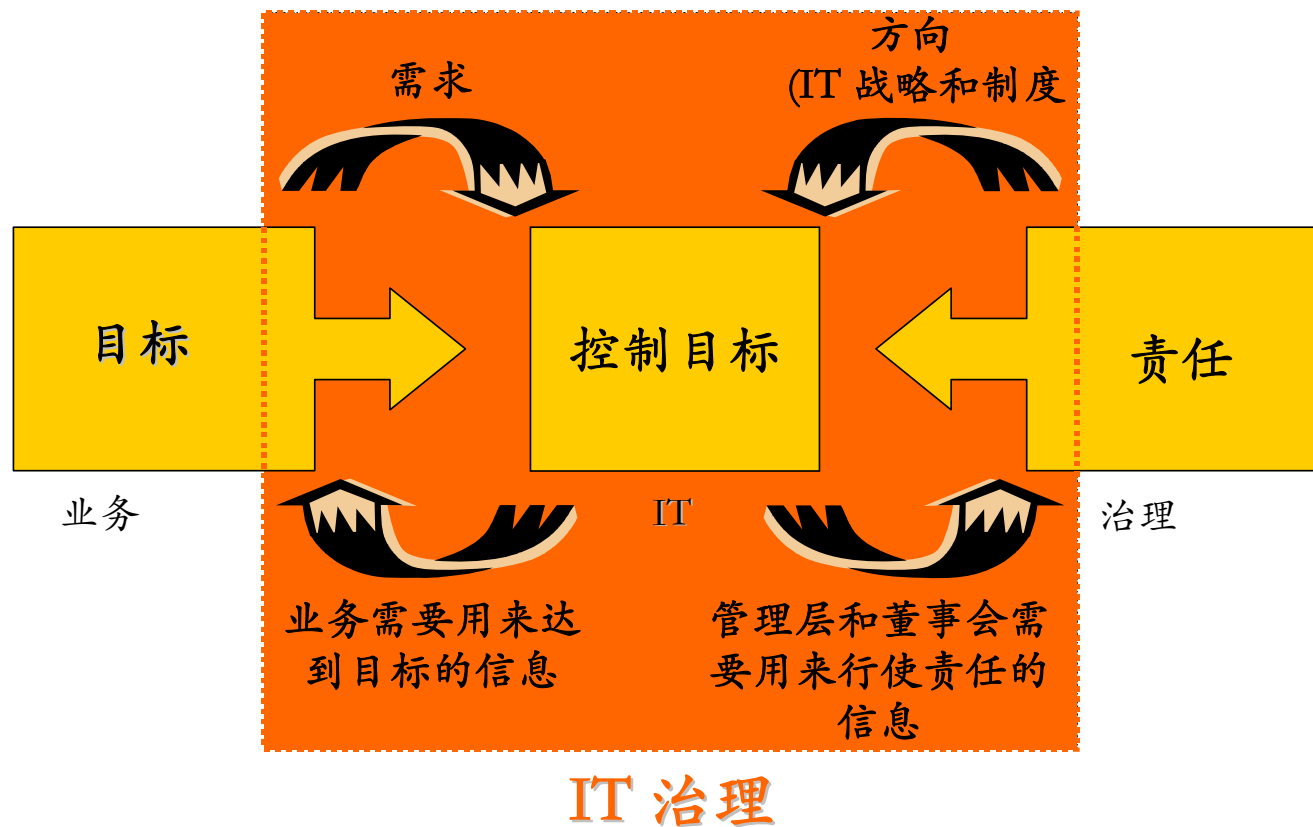 需求
方向
(IT 战略和制度
目标
控制目标
责任
业务
IT
治理
业务需要用来达
到目标的信息
管理层和董事会需
要用来行使责任的
信息
IT 治理